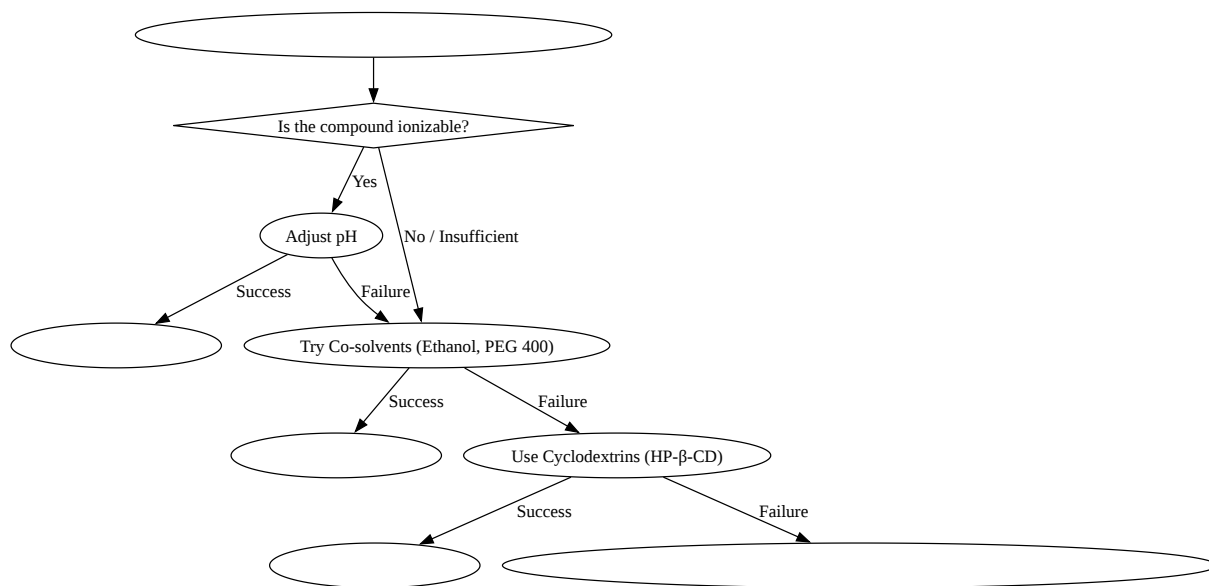 Is the compound ionizable?
Yes
Adjust pH
No / Insufficient
Success
Failure
Try Co-solvents (Ethanol, PEG 400)
Success
Failure
Use Cyclodextrins (HP-β-CD)
Success
Failure